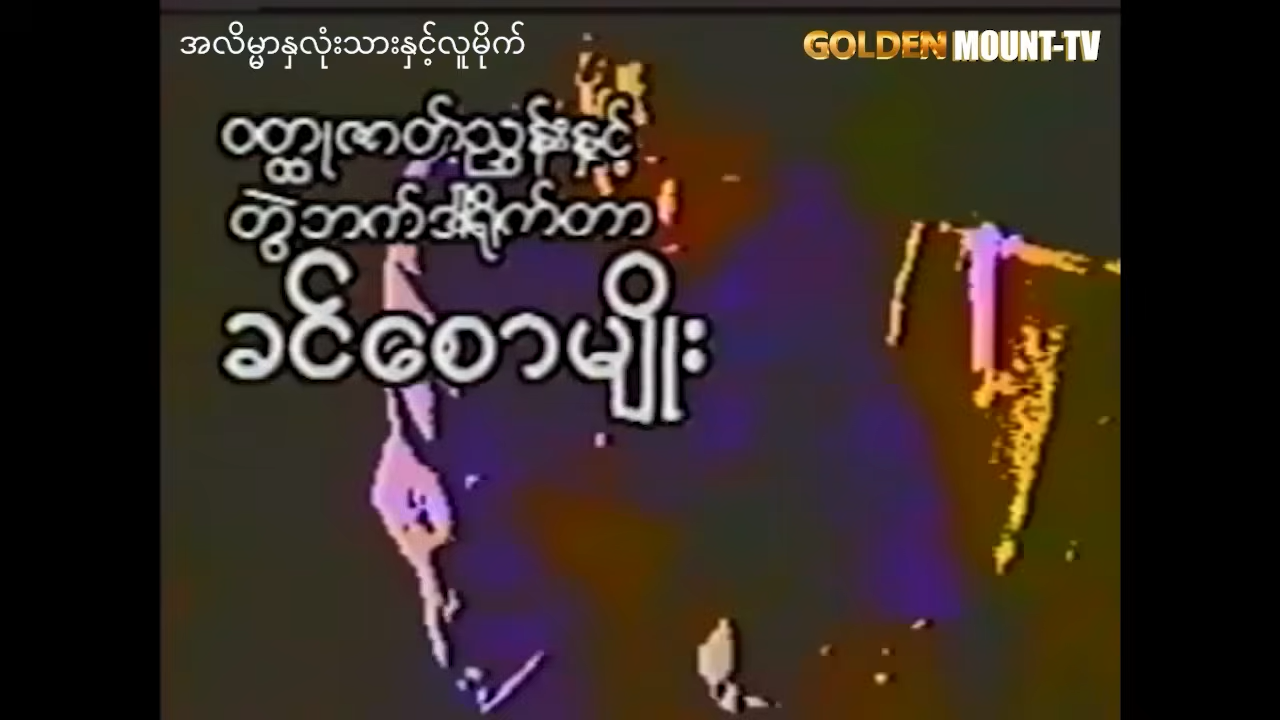 အလိမ္မာနှလုံးသားနှင့်လူမိုက်
GOLDEN MOUNT-TV
ဝတ္ထုဇာတ်ညွှန်းနှင့်
တွဲဘက်ဒါရိုက်တာ
ခင်စောမျိုး